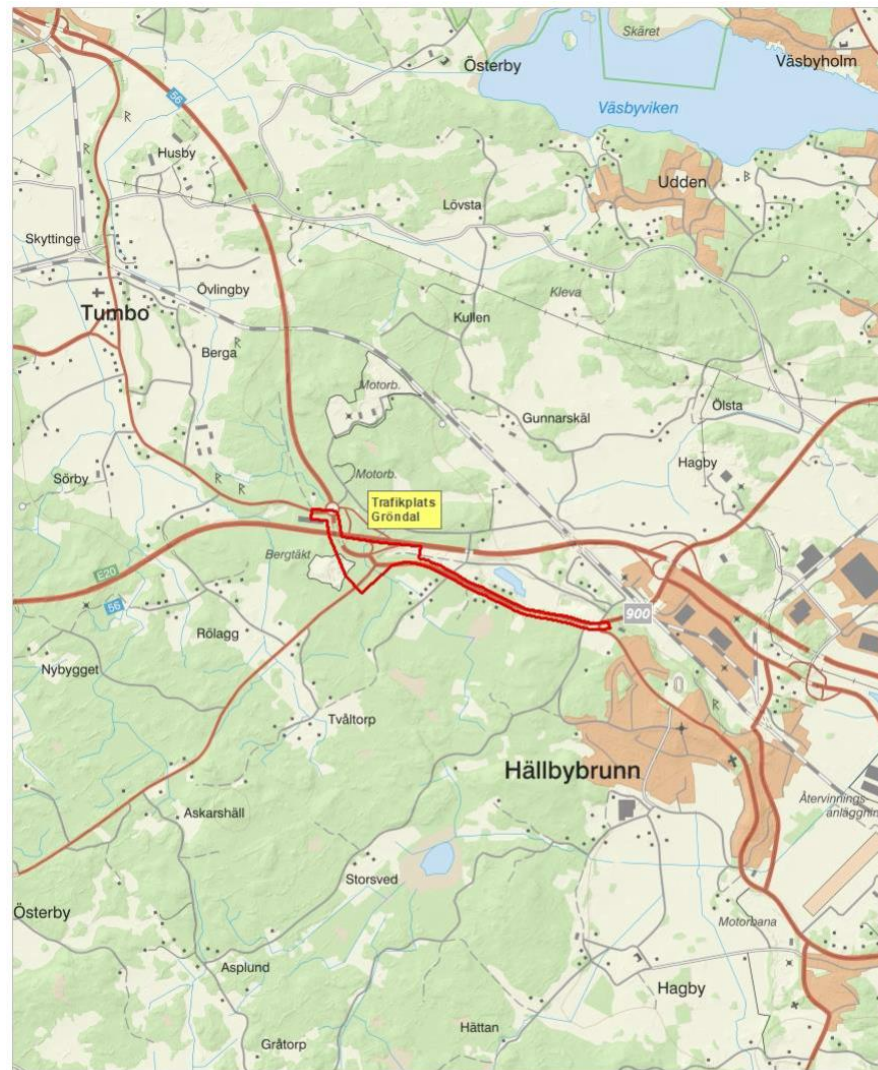 Skäret
Österby
Väsbyholm
56
Väsbyviken
Husby
Udden
Lövsta
Skyttinge
Övlingby
Kleva
Tumbo
Kullen
Berga
Motorb.
Ölsta
Gunnarskäl
Hagby
Motorb.
Sörby
Trafikplats
Gröndal
Bergtäkt
E20
56
900
Rölagg
Nybygget
Tvåltorp
Hällbybrunn
Återvinnings
anläggnin
Askarshäll
Storsved
Österby
Motorbana
Asplund
Hagby
Hättan
Gråtorp